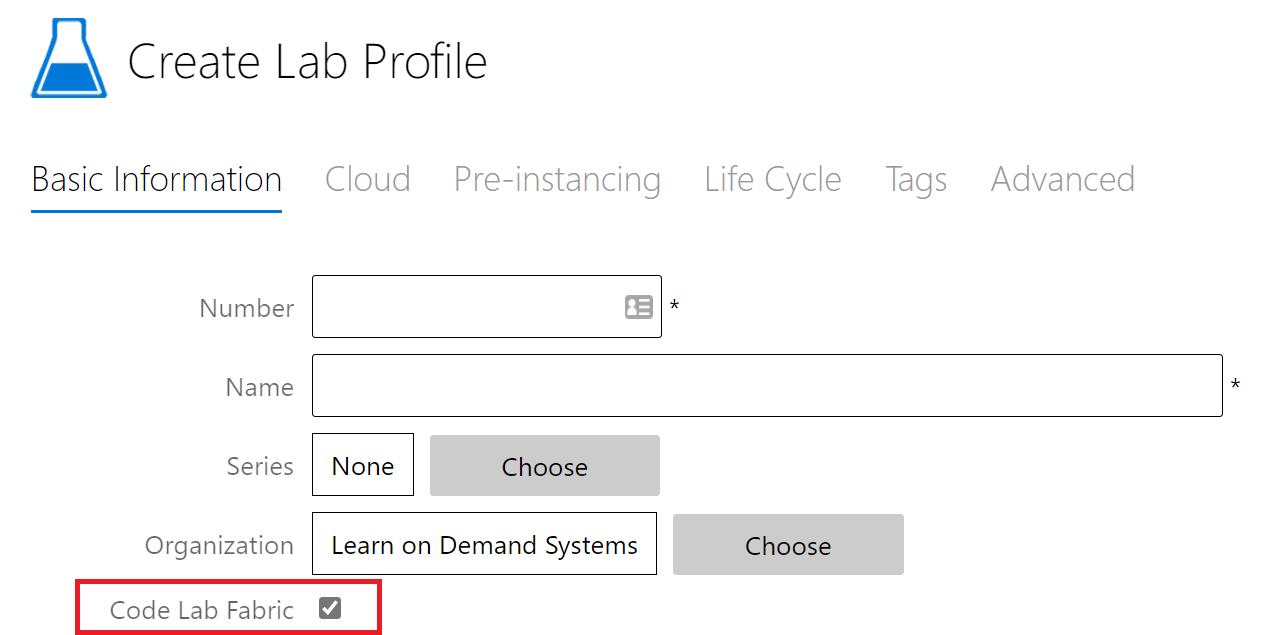 Create Lab Profile
Basic Information Cloud Pre-instancing Life Cycle Tags Advanced
Number *
Name *
Series None Choose
Organization Learn on Demand Systems Choose
Code Lab Fabric